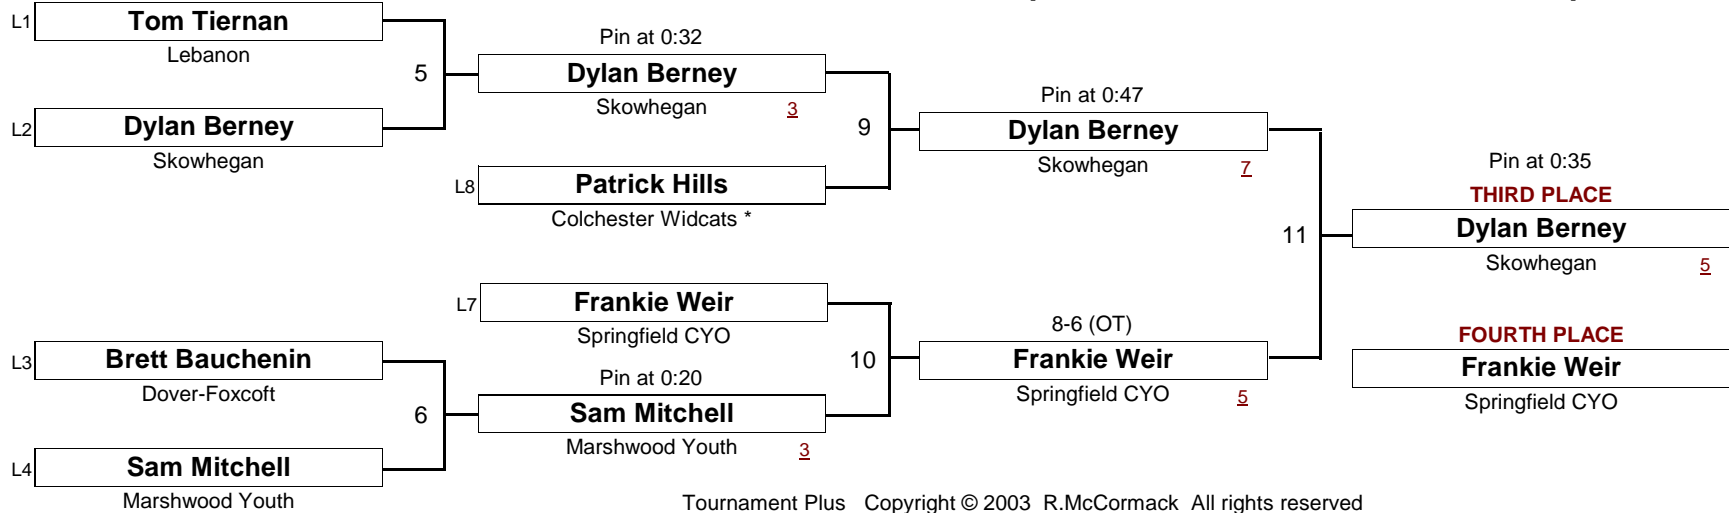 L1
Tom Tiernan
Lebanon
5
L2
Dylan Berney
Skowhegan
Pin at 0:32
Dylan Berney
Skowhegan
3
9
L8
Patrick Hills
Colchester Widcats *
Pin at 0:47
Dylan Berney
Skowhegan
7
11
Pin at 0:35
THIRD PLACE
Dylan Berney
Skowhegan
5
L7
Frankie Weir
Springfield CYO
10
8-6 (OT)
Frankie Weir
Springfield CYO
5
FOURTH PLACE
Frankie Weir
Springfield CYO
L3
Brett Bauchenin
Dover-Foxcoft
6
L4
Sam Mitchell
Marshwood Youth
Pin at 0:20
Sam Mitchell
Marshwood Youth
3
Tournament Plus Copyright © 2003 R.McCormack All rights reserved